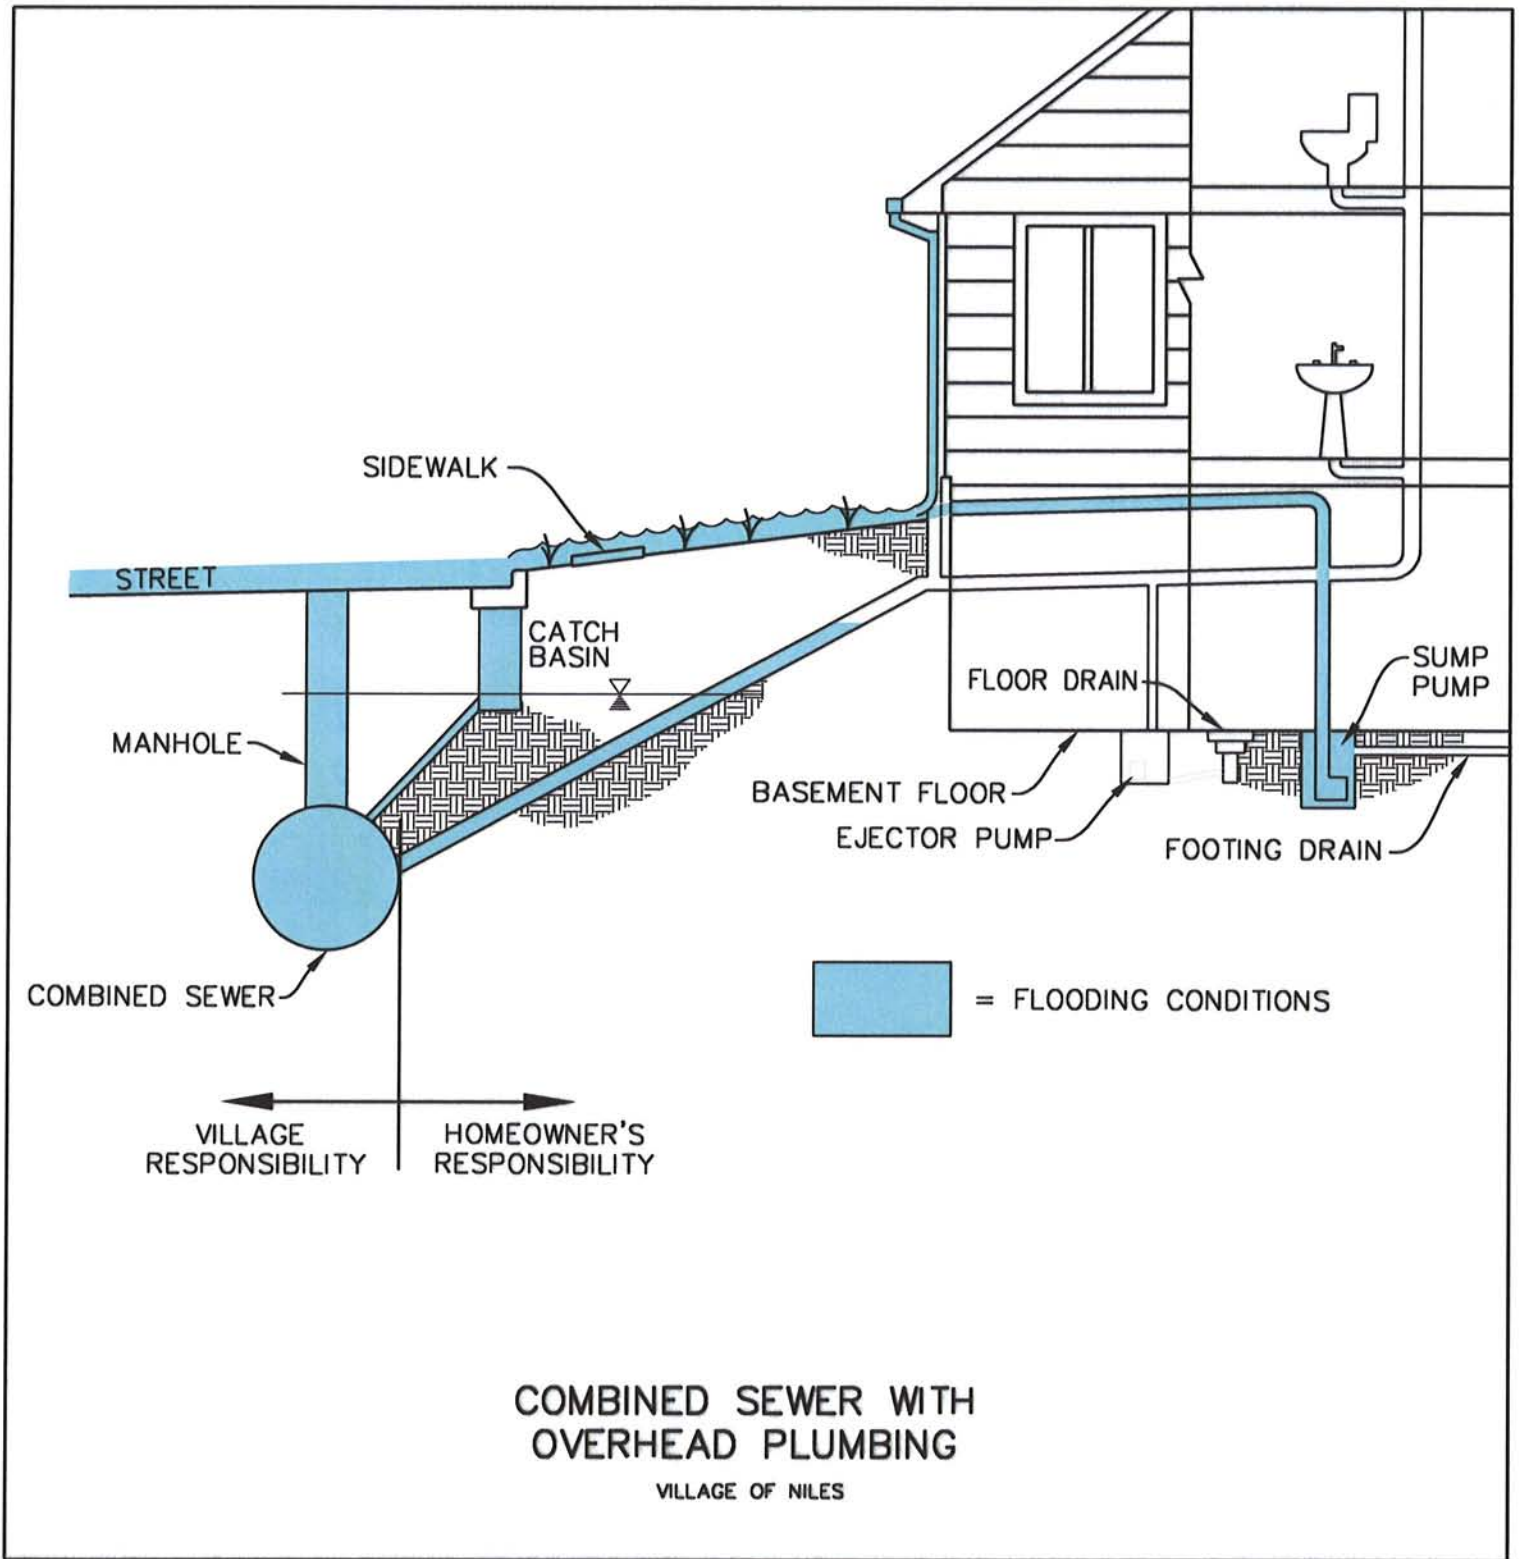 SIDEWALK
STREET
CATCH
BASIN
FLOOR DRAIN
SUMP
PUMP
MANHOLE
BASEMENT FLOOR
EJECTOR PUMP
FOOTING DRAIN
COMBINED SEWER
= FLOODING CONDITIONS
VILLAGE
RESPONSIBILITY
HOMEOWNER'S
RESPONSIBILITY
COMBINED SEWER WITH
OVERHEAD PLUMBING
VILLAGE OF NILES